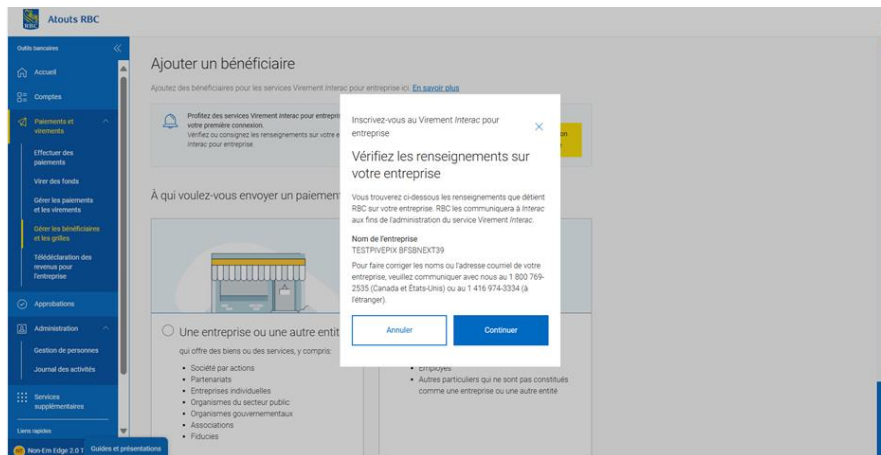 RBC
Atouts RBC
Outils bancaires
Accueil
Comptes
Paiements et
virements
Effectuer des
paiements
Virer des fonds
Gérer les paiements
et les virements
Gérer les bénéficiaires
et les grilles
Télédéclaration des
revenus pour
l'entreprise
Approbations
Administration
Gestion de personnes
Journal des activités
Services
supplémentaires
Liens rapides
Non-Em Edge 2.0 T
Guides et présentations
Ajouter un bénéficiaire
Ajoutez des bénéficiaires pour les services Virement Interac pour entreprise ici. En savoir plus
Profitez des services Virement Interac pour entrepris
votre première connexion.
Vérifiez ou consignez les renseignements sur votre e
Interac pour entreprise.
on
À qui voulez-vous envoyer un paiement
Une entreprise ou une autre entit
qui offre des biens ou des services, y compris:
• Société par actions
• Partenariats
• Entreprises individuelles
• Organismes du secteur public
• Organismes gouvernementaux
• Associations
• Fiducies
• Employés
• Autres particuliers qui ne sont pas constitués
comme une entreprise ou une autre entité
Inscrivez-vous au Virement Interac pour
entreprise
Vérifiez les renseignements sur
votre entreprise
Vous trouverez ci-dessous les renseignements que détient
RBC sur votre entreprise. RBC les communiquera à Interac
aux fins de l'administration du service Virement Interac.
Nom de l'entreprise
TESTPIVEPIX BFSBNEXT39
Pour faire corriger les noms ou l'adresse courriel de votre
entreprise, veuillez communiquer avec nous au 1 800 769-
2535 (Canada et États-Unis) ou au 1 416 974-3334 (à
l'étranger).
Annuler
Continuer